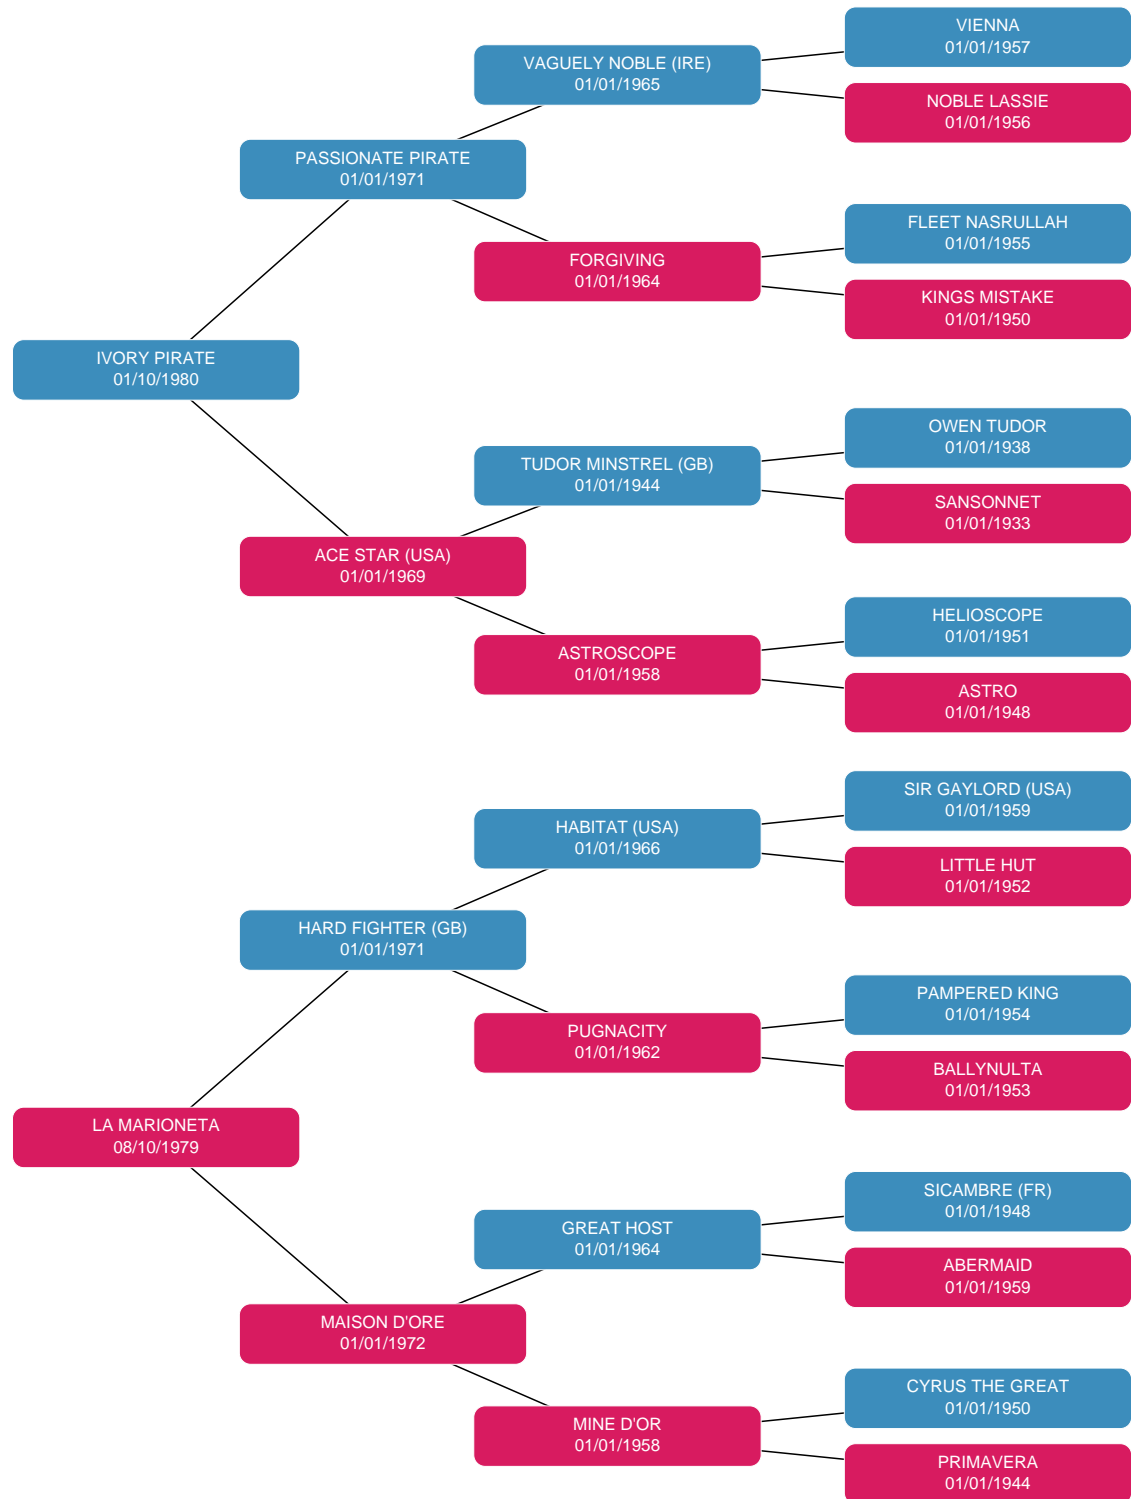 VIENNA
01/01/1957
VAGUELY NOBLE (IRE)
01/01/1965
NOBLE LASSIE
01/01/1956
PASSIONATE PIRATE
01/01/1971
FLEET NASRULLAH
01/01/1955
FORGIVING
01/01/1964
KINGS MISTAKE
01/01/1950
IVORY PIRATE
01/10/1980
OWEN TUDOR
01/01/1938
TUDOR MINSTREL (GB)
01/01/1944
SANSONNET
01/01/1933
ACE STAR (USA)
01/01/1969
HELIOSCOPE
01/01/1951
ASTROSCOPE
01/01/1958
ASTRO
01/01/1948
SIR GAYLORD (USA)
01/01/1959
HABITAT (USA)
01/01/1966
LITTLE HUT
01/01/1952
HARD FIGHTER (GB)
01/01/1971
PAMPERED KING
01/01/1954
PUGNACITY
01/01/1962
BALLYNULTA
01/01/1953
LA MARIONETA
08/10/1979
SICAMBRE (FR)
01/01/1948
GREAT HOST
01/01/1964
ABERMAID
01/01/1959
MAISON D'ORE
01/01/1972
CYRUS THE GREAT
01/01/1950
MINE D'OR
01/01/1958
PRIMAVERA
01/01/1944